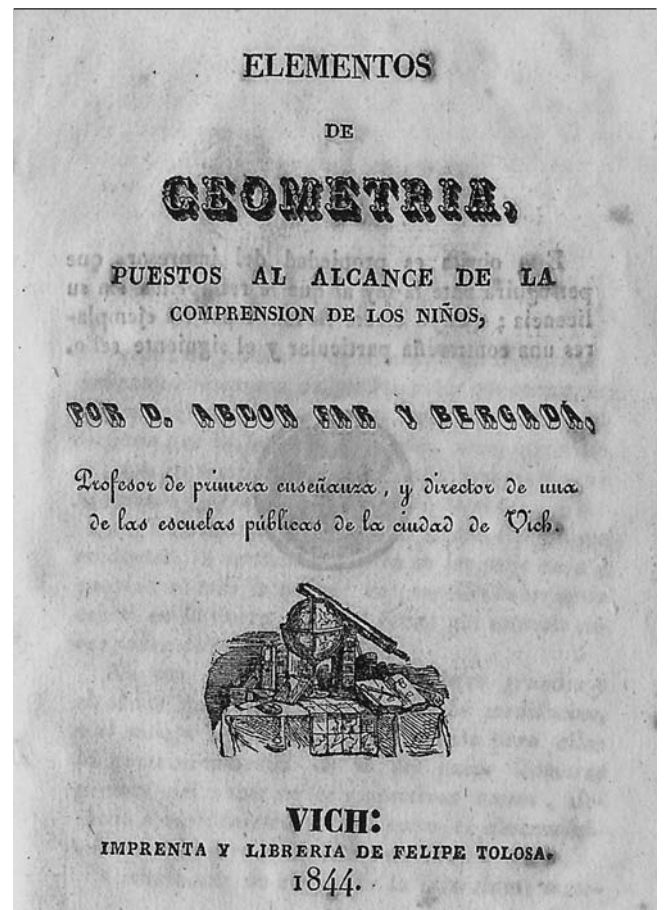 ELEMENTOS
DE
GEOMETRIA,
PUESTOS AL ALCANCE DE LA
COMPRENSION DE LOS NIÑOS,
POR D. ABDON FAR Y BERGADÁ,
Profesor de primera enseñanza, y director de una
de las escuelas públicas de la ciudad de Vich.
VICH:
IMPRENTA Y LIBRERIA DE FELIPE TOLOSA.
1844.